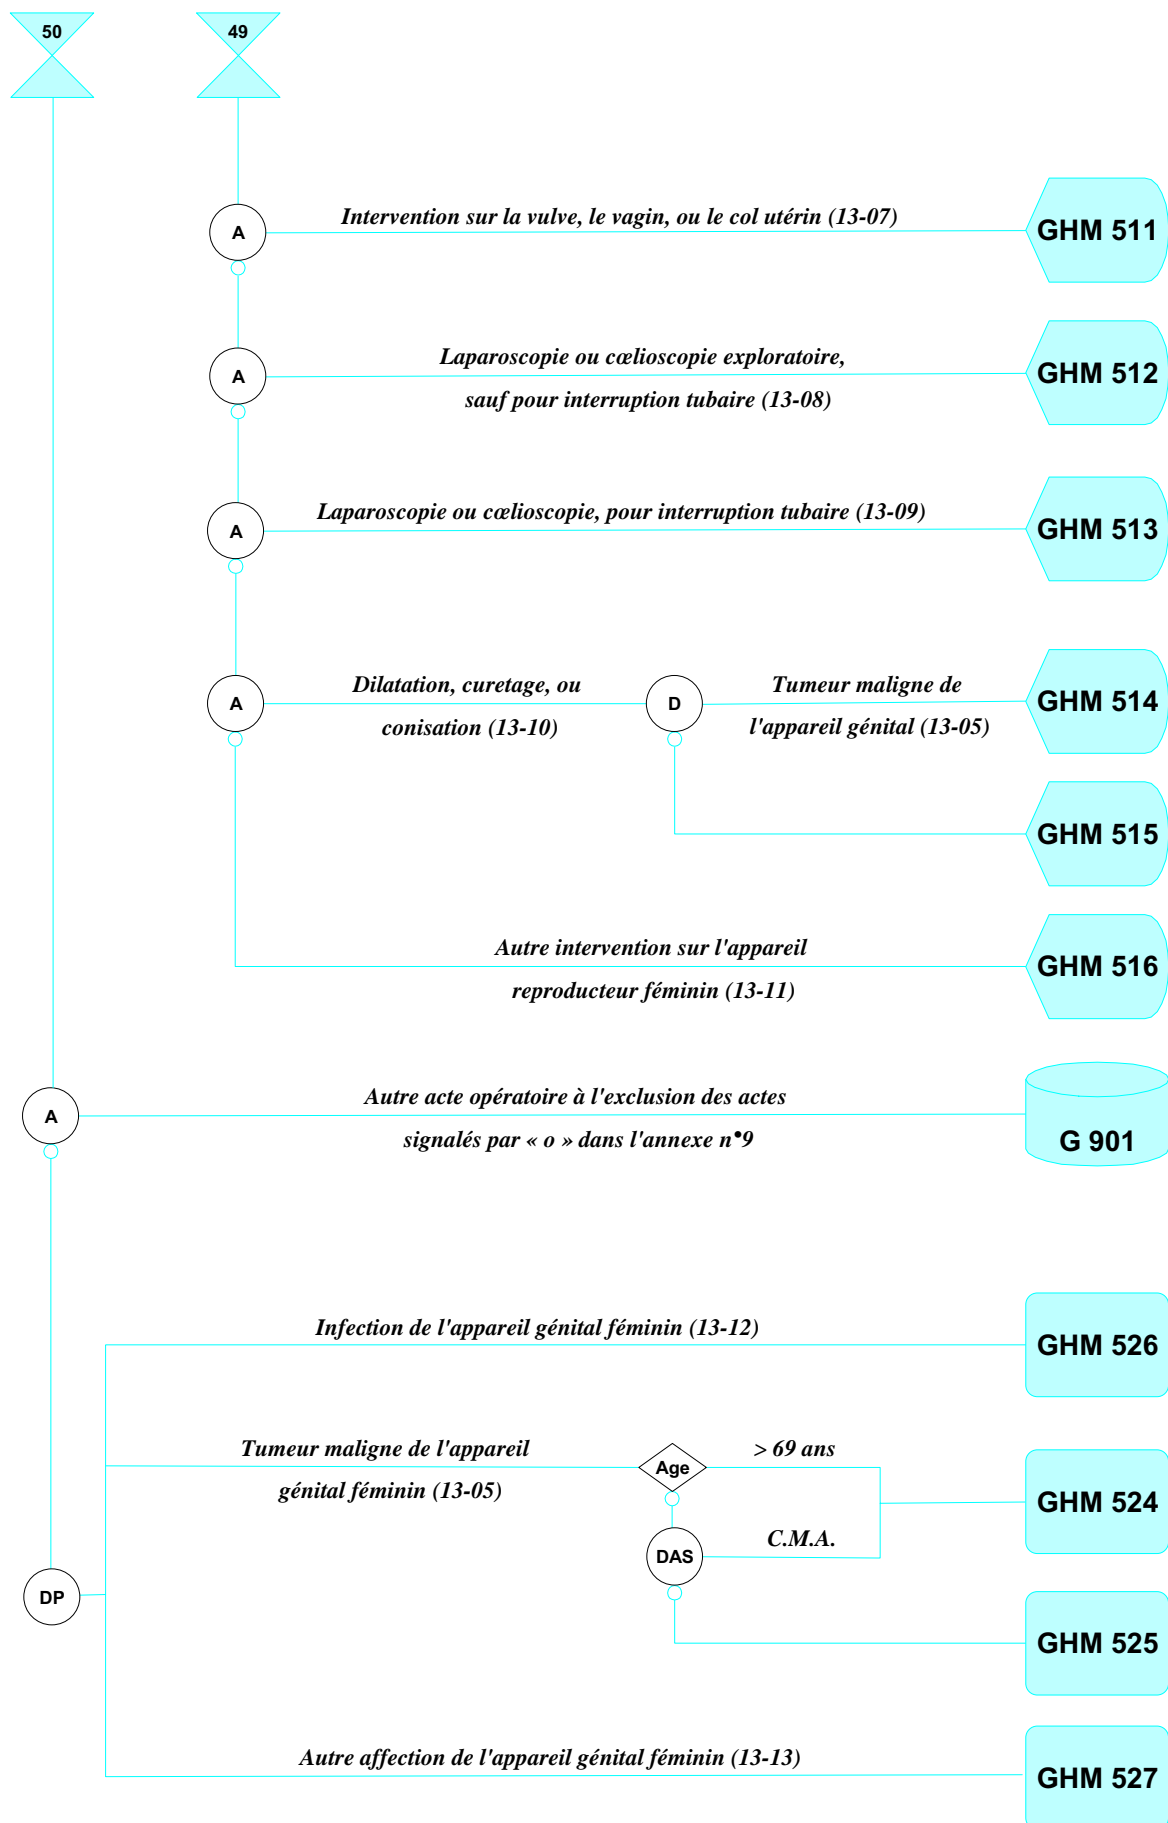 50
49
A
Intervention sur la vulve, le vagin, ou le col utérin (13-07)
GHM 511
A
Laparoscopie ou cœlioscopie exploratoire,
sauf pour interruption tubaire (13-08)
GHM 512
A
Laparoscopie ou cœlioscopie, pour interruption tubaire (13-09)
GHM 513
A
Dilatation, curetage, ou
conisation (13-10)
D
Tumeur maligne de
l'appareil génital (13-05)
GHM 514
GHM 515
Autre intervention sur l'appareil
reproducteur féminin (13-11)
GHM 516
A
Autre acte opératoire à l'exclusion des actes
signalés par « o » dans l'annexe n°9
G 901
Infection de l'appareil génital féminin (13-12)
GHM 526
Tumeur maligne de l'appareil
génital féminin (13-05)
Age
> 69 ans
GHM 524
DAS
C.M.A.
DP
GHM 525
Autre affection de l'appareil génital féminin (13-13)
GHM 527